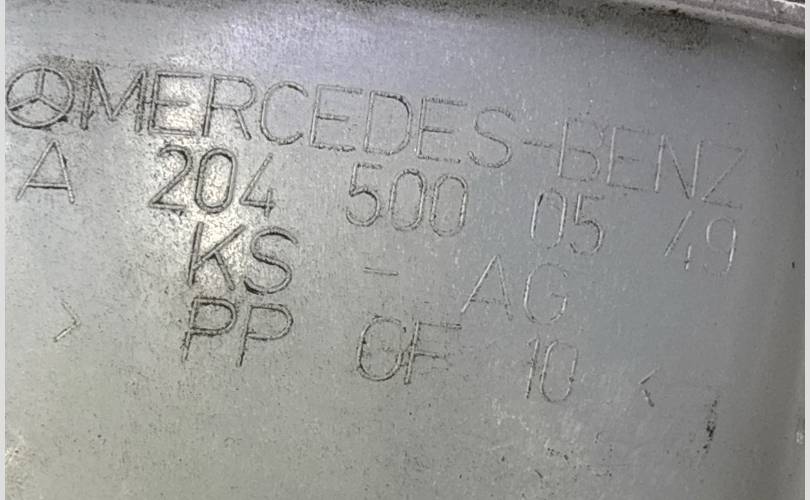 MERCEDES-BENZ
A 204 500 05 49
KS - AG
> PP GF 10 <